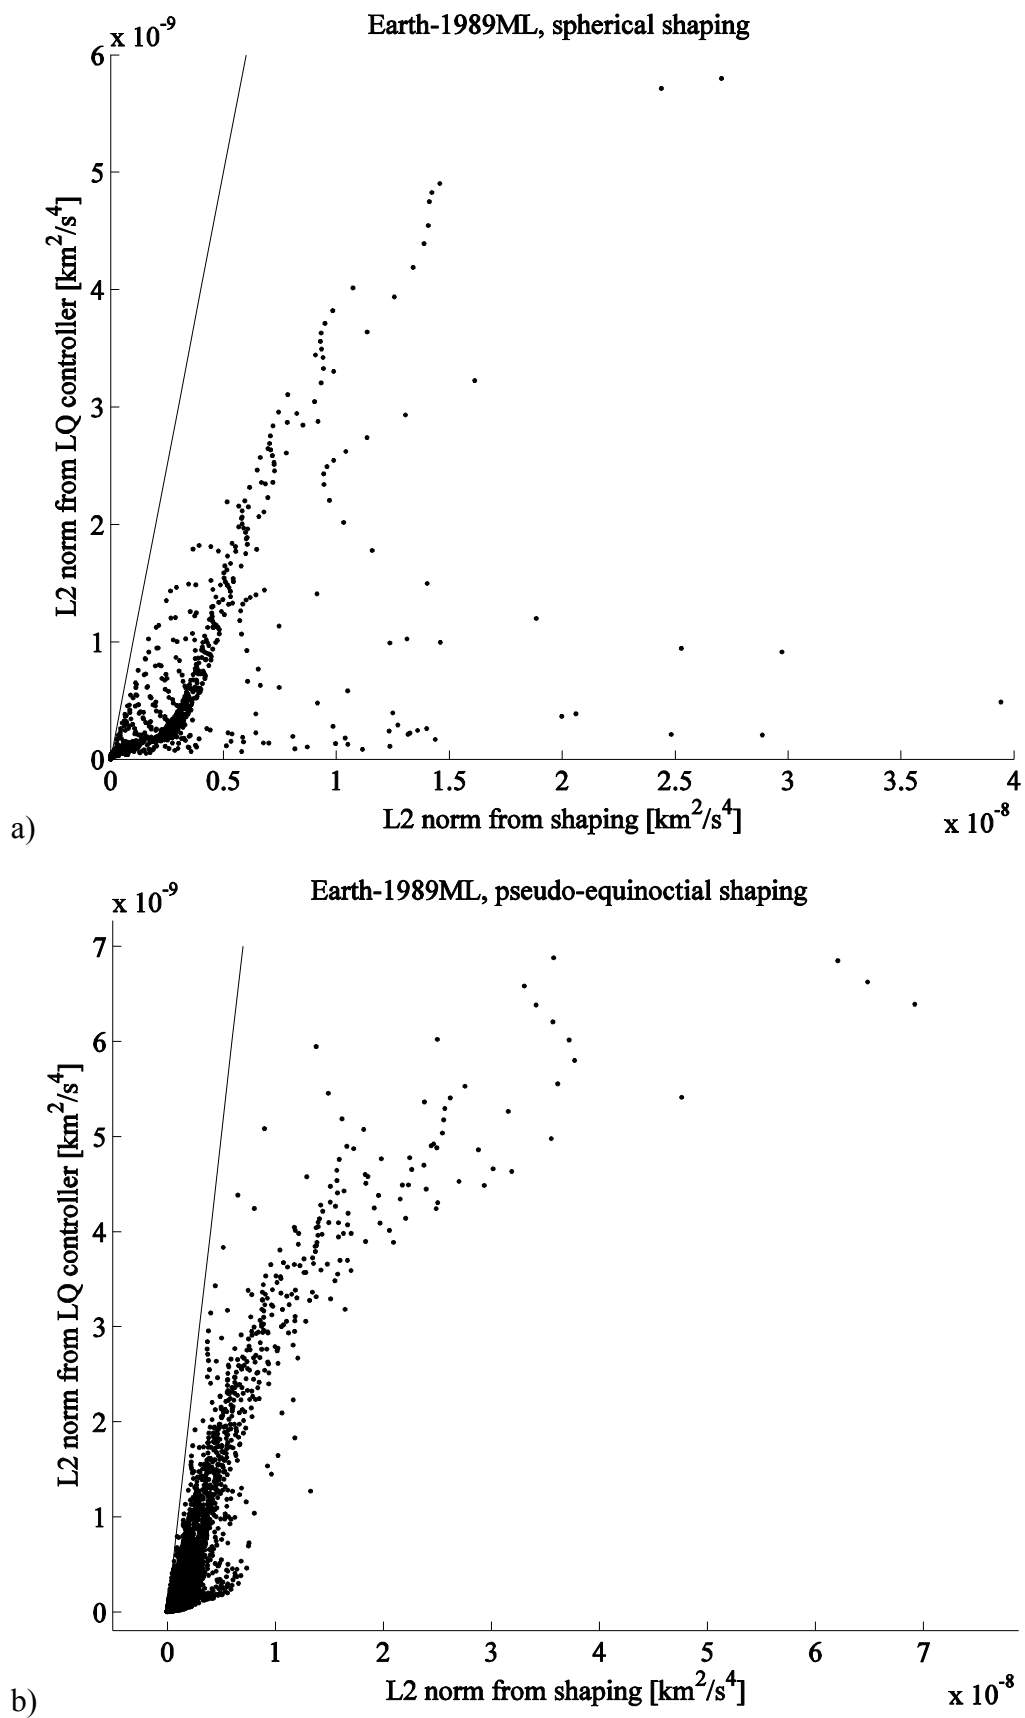 x 10^-9
Earth-1989ML, spherical shaping
6
5
4
3
2
1
0
L2 norm from LQ controller [km^2/s^4]
0 0.5 1 1.5 2 2.5 3 3.5 4
L2 norm from shaping [km^2/s^4]
x 10^-8
a)
x 10^-9
Earth-1989ML, pseudo-equinoctial shaping
7
6
5
4
3
2
1
0
L2 norm from LQ controller [km^2/s^4]
0 1 2 3 4 5 6 7
L2 norm from shaping [km^2/s^4]
x 10^-8
b)